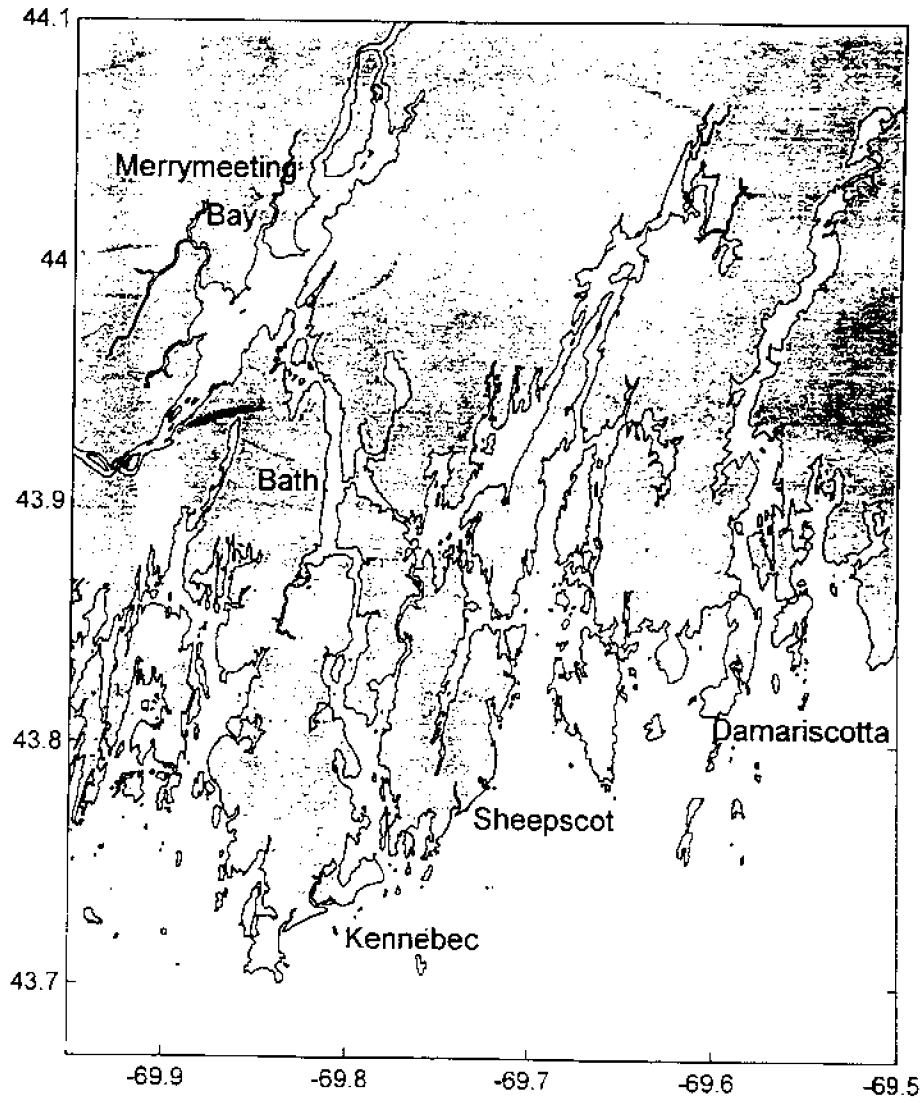 44.1
Merrymeeting
Bay
44
Bath
43.9
43.8
Damariscotta
Sheepscot
Kennebec
43.7
-69.9
-69.8
-69.7
-69.6
-69.5